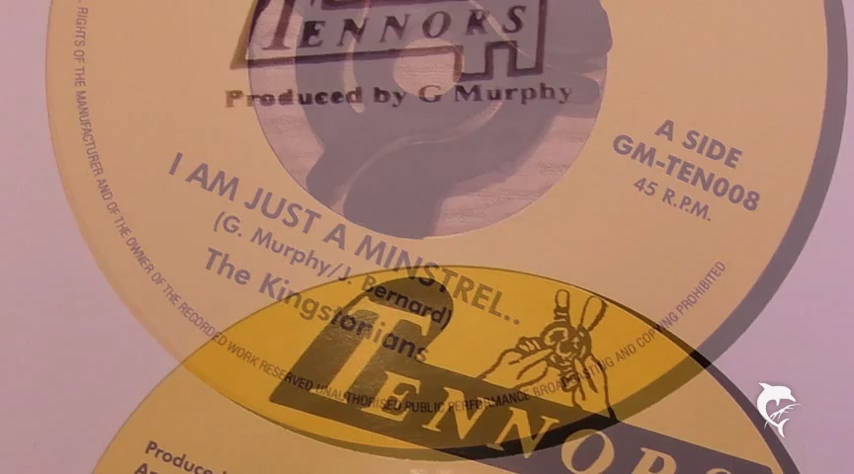 TENNORS
Produced by G Murphy
A SIDE
GM-TEN008
45 R.P.M.
I AM JUST A MINSTREL..
(G. Murphy/J. Bernard)
The Kingstonians
RIGHTS OF THE MANUFACTURER AND OF THE OWNER OF THE RECORDED WORK RESERVED UNAUTHORISED PUBLIC PERFORMANCE BROADCASTING AND COPYING PROHIBITED
TENNORS